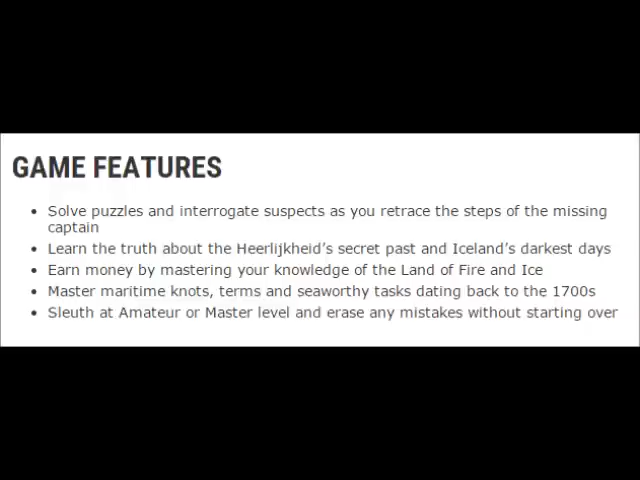 GAME FEATURES
• Solve puzzles and interrogate suspects as you retrace the steps of the missing
captain
• Learn the truth about the Heerlijkheid's secret past and Iceland's darkest days
• Earn money by mastering your knowledge of the Land of Fire and Ice
• Master maritime knots, terms and seaworthy tasks dating back to the 1700s
• Sleuth at Amateur or Master level and erase any mistakes without starting over